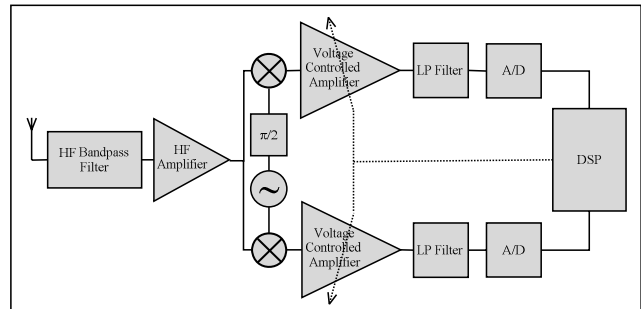 HF Bandpass
Filter
HF
Amplifier
π/2
~
Voltage
Controlled
Amplifier
LP Filter
A/D
DSP
Voltage
Controlled
Amplifier
LP Filter
A/D